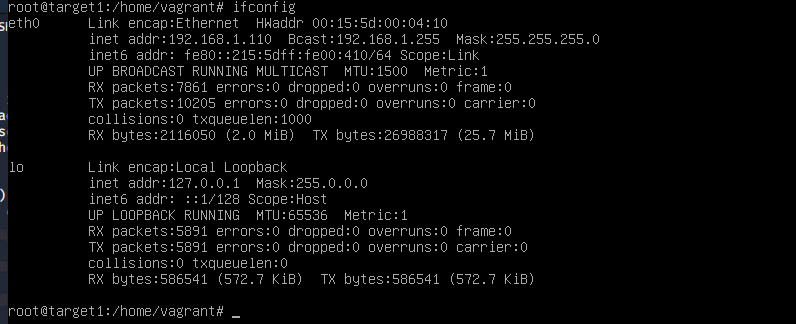 root@target1:/home/vagrant# ifconfig
eth0      Link encap:Ethernet  HWaddr 00:15:5d:00:04:10
          inet addr:192.168.1.110  Bcast:192.168.1.255  Mask:255.255.255.0
          inet6 addr: fe80::215:5dff:fe00:410/64 Scope:Link
          UP BROADCAST RUNNING MULTICAST  MTU:1500  Metric:1
          RX packets:7861 errors:0 dropped:0 overruns:0 frame:0
          TX packets:10205 errors:0 dropped:0 overruns:0 carrier:0
          collisions:0 txqueuelen:1000
          RX bytes:2116050 (2.0 MiB)  TX bytes:26988317 (25.7 MiB)
lo        Link encap:Local Loopback
          inet addr:127.0.0.1  Mask:255.0.0.0
          inet6 addr: ::1/128 Scope:Host
          UP LOOPBACK RUNNING  MTU:65536  Metric:1
          RX packets:5891 errors:0 dropped:0 overruns:0 frame:0
          TX packets:5891 errors:0 dropped:0 overruns:0 carrier:0
          collisions:0 txqueuelen:0
          RX bytes:586541 (572.7 KiB)  TX bytes:586541 (572.7 KiB)
root@target1:/home/vagrant# _